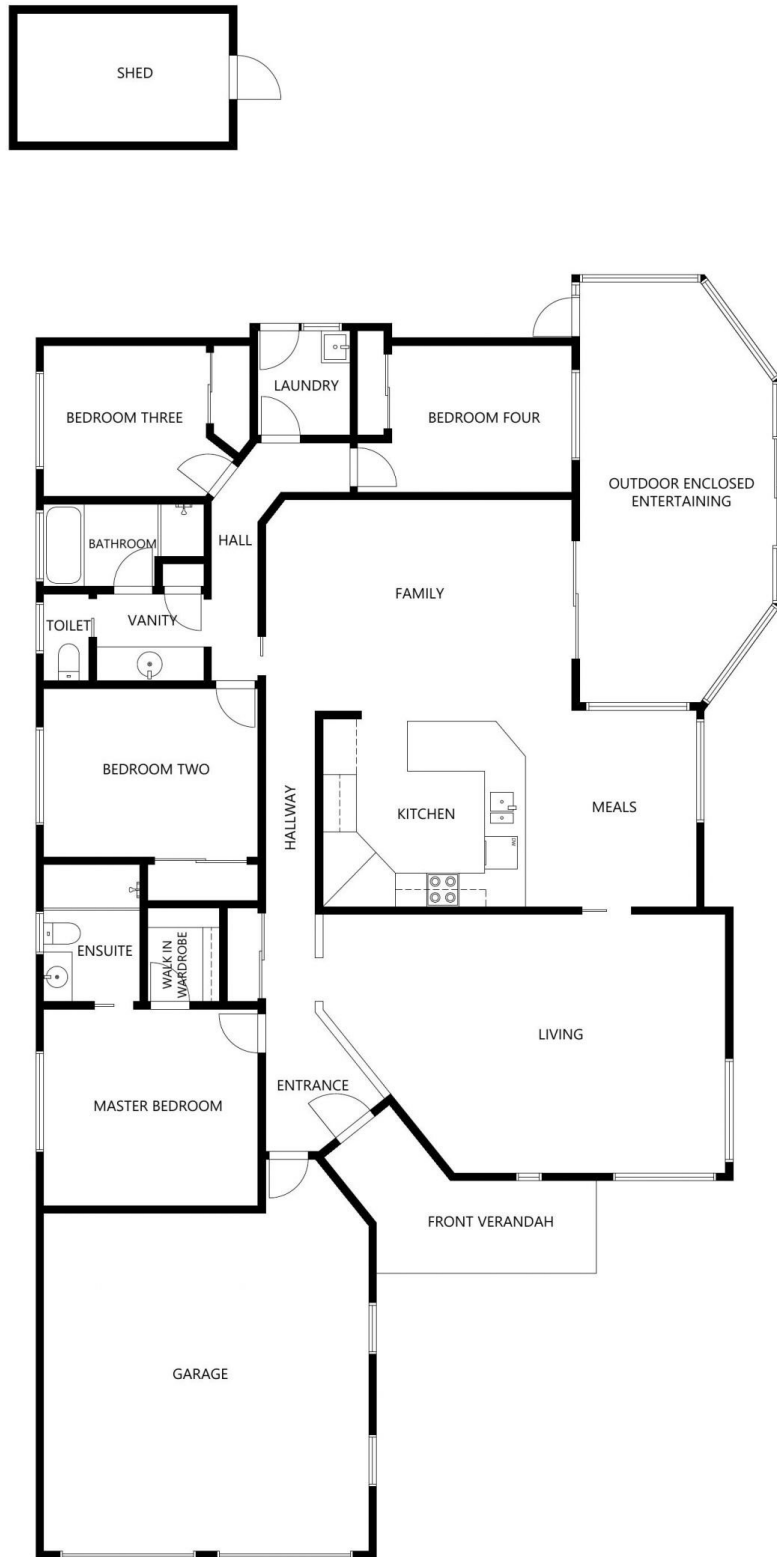 SHED
LAUNDRY
BEDROOM THREE
BEDROOM FOUR
OUTDOOR ENCLOSED
ENTERTAINING
BATHROOM
HALL
FAMILY
TOILET
VANITY
BEDROOM TWO
HALLWAY
KITCHEN
MEALS
DW
ENSUITE
WALK IN
WARDROBE
LIVING
ENTRANCE
MASTER BEDROOM
FRONT VERANDAH
GARAGE